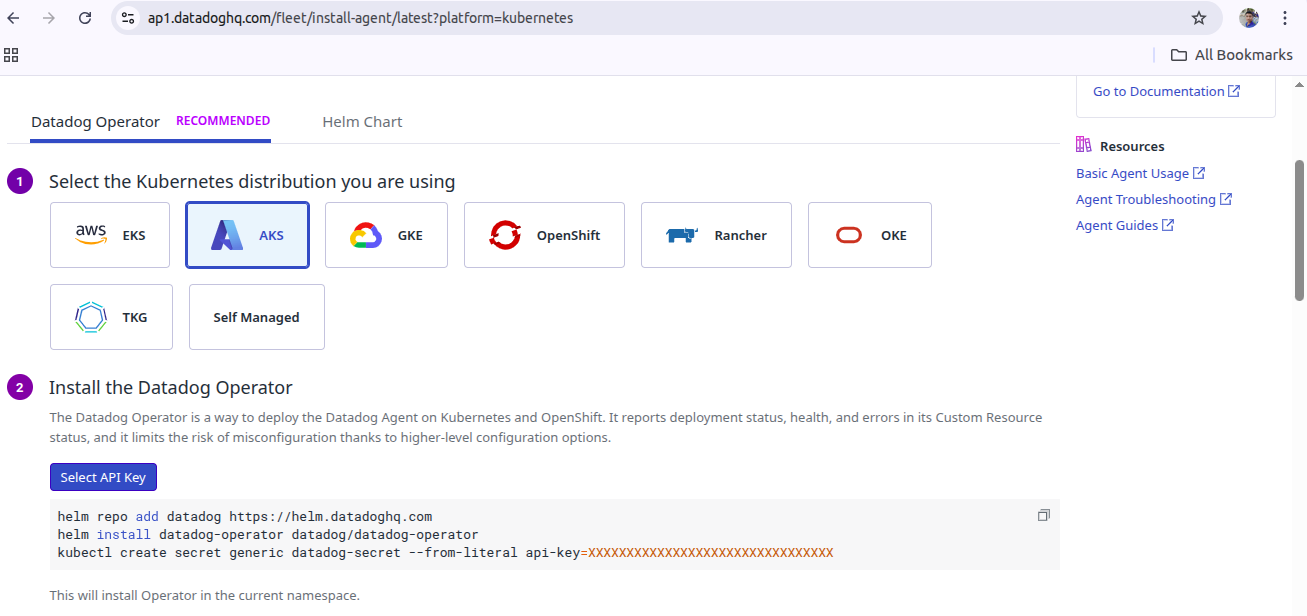 ap1.datadoghq.com/fleet/install-agent/latest?platform=kubernetes
All Bookmarks
Go to Documentation
Datadog Operator RECOMMENDED Helm Chart
Resources
Basic Agent Usage
Agent Troubleshooting
Agent Guides
1 Select the Kubernetes distribution you are using
aws EKS AKS GKE OpenShift Rancher OKE
TKG Self Managed
2 Install the Datadog Operator
The Datadog Operator is a way to deploy the Datadog Agent on Kubernetes and OpenShift. It reports deployment status, health, and errors in its Custom Resource
status, and it limits the risk of misconfiguration thanks to higher-level configuration options.
Select API Key
helm repo add datadog https://helm.datadoghq.com
helm install datadog-operator datadog/datadog-operator
kubectl create secret generic datadog-secret --from-literal api-key=XXXXXXXXXXXXXXXXXXXXXXXXXXXXXXXX
This will install Operator in the current namespace.